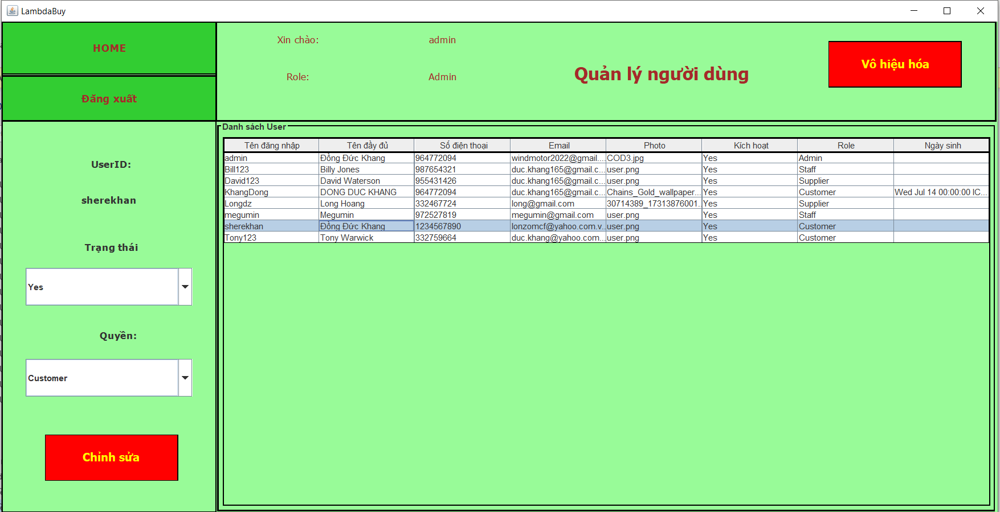 LambdaBuy
HOME
Đăng xuất
Xin chào: admin
Role: Admin
Quản lý người dùng
Vô hiệu hóa
UserID:
sherekhan
Trạng thái
Yes
Quyền:
Customer
Chỉnh sửa
Danh sách User
Tên đăng nhập Tên đầy đủ Số điện thoại Email Photo Kích hoạt Role Ngày sinh
admin Đồng Đức Khang 964772094 windmotor2022@gmail.... COD3.jpg Yes Admin
Bill123 Billy Jones 987654321 duc.khang165@gmail.c... user.png Yes Staff
David123 David Waterson 955431426 duc.khang165@gmail.c... user.png Yes Supplier
KhangDong DONG DUC KHANG 964772094 duc.khang165@gmail.c... Chains_Gold_wallpaper... Yes Customer Wed Jul 14 00:00:00 IC...
Longdz Long Hoang 332467724 long@gmail.com 30714389_17313876001... Yes Supplier
megumin Megumin 972527819 megumin@gmail.com user.png Yes Staff
sherekhan Đồng Đức Khang 1234567890 lonzomcf@yahoo.com.v... user.png Yes Customer
Tony123 Tony Warwick 332759664 duc.khang@yahoo.com... user.png Yes Customer